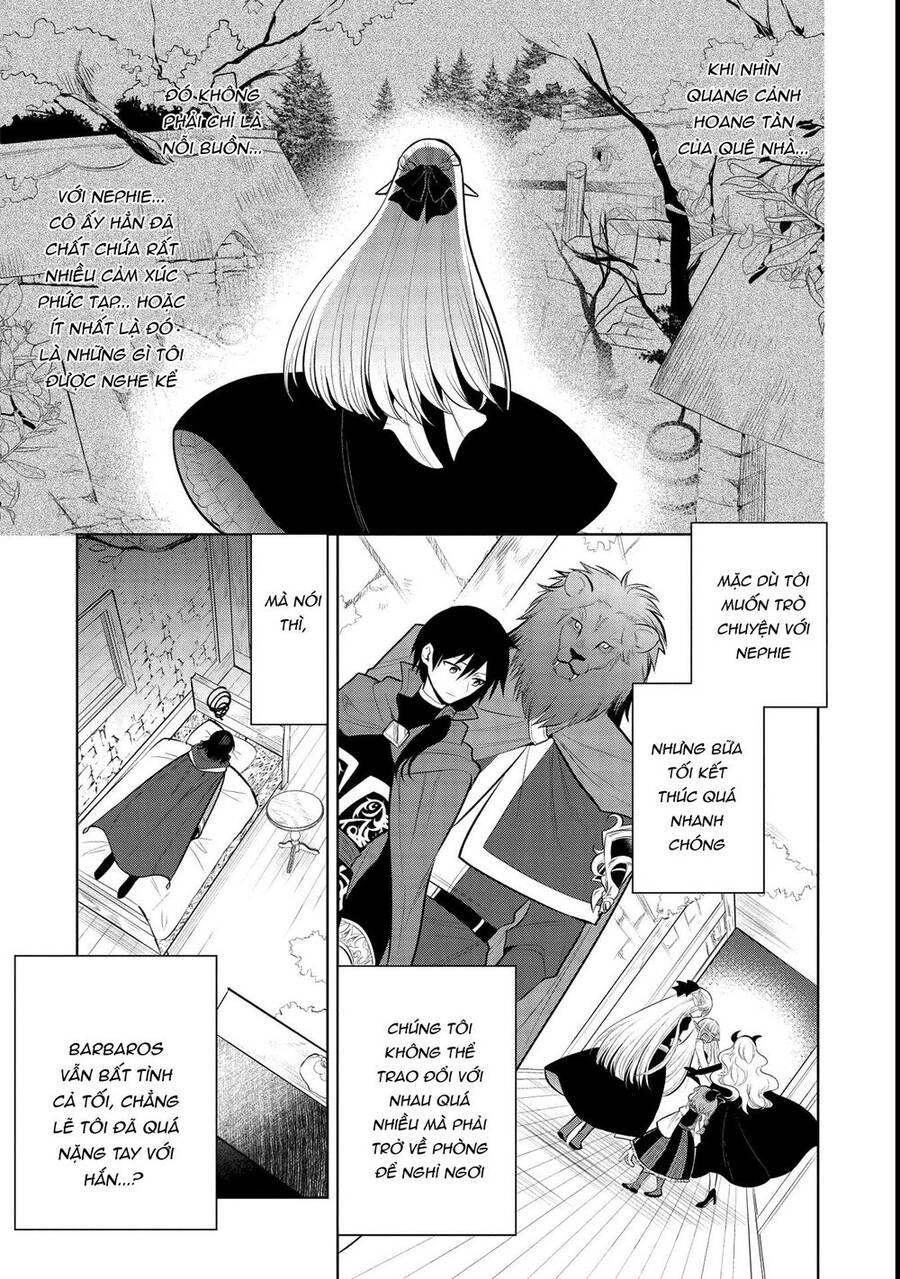 KHI NHÌN
QUANG CẢNH
HOANG TÀN
CỦA QUÊ NHÀ...
ĐÓ KHÔNG
PHẢI CHỈ LÀ
NỖI BUỒN...
VỚI NEPHIE...
CÔ ẤY HẲN ĐÃ
CHẤT CHỨA RẤT
NHIỀU CẢM XÚC
PHỨC TẠP... HOẶC
ÍT NHẤT LÀ ĐÓ
LÀ NHỮNG GÌ TÔI
ĐƯỢC NGHE KỂ
MẶC DÙ TÔI
MUỐN TRÒ
CHUYỆN VỚI
NEPHIE
NHƯNG BỮA
TỐI KẾT
THÚC QUÁ
NHANH
CHÓNG
CHÚNG TÔI
KHÔNG THỂ
TRAO ĐỔI VỚI
NHAU QUÁ
NHIỀU MÀ PHẢI
TRỞ VỀ PHÒNG
ĐỂ NGHỈ NGƠI
MÀ NÓI
THÌ,
BARBAROS
VẪN BẤT TỈNH
CẢ TỐI, CHẲNG
LẼ TÔI ĐÃ QUÁ
NẶNG TAY VỚI
HẮN...?